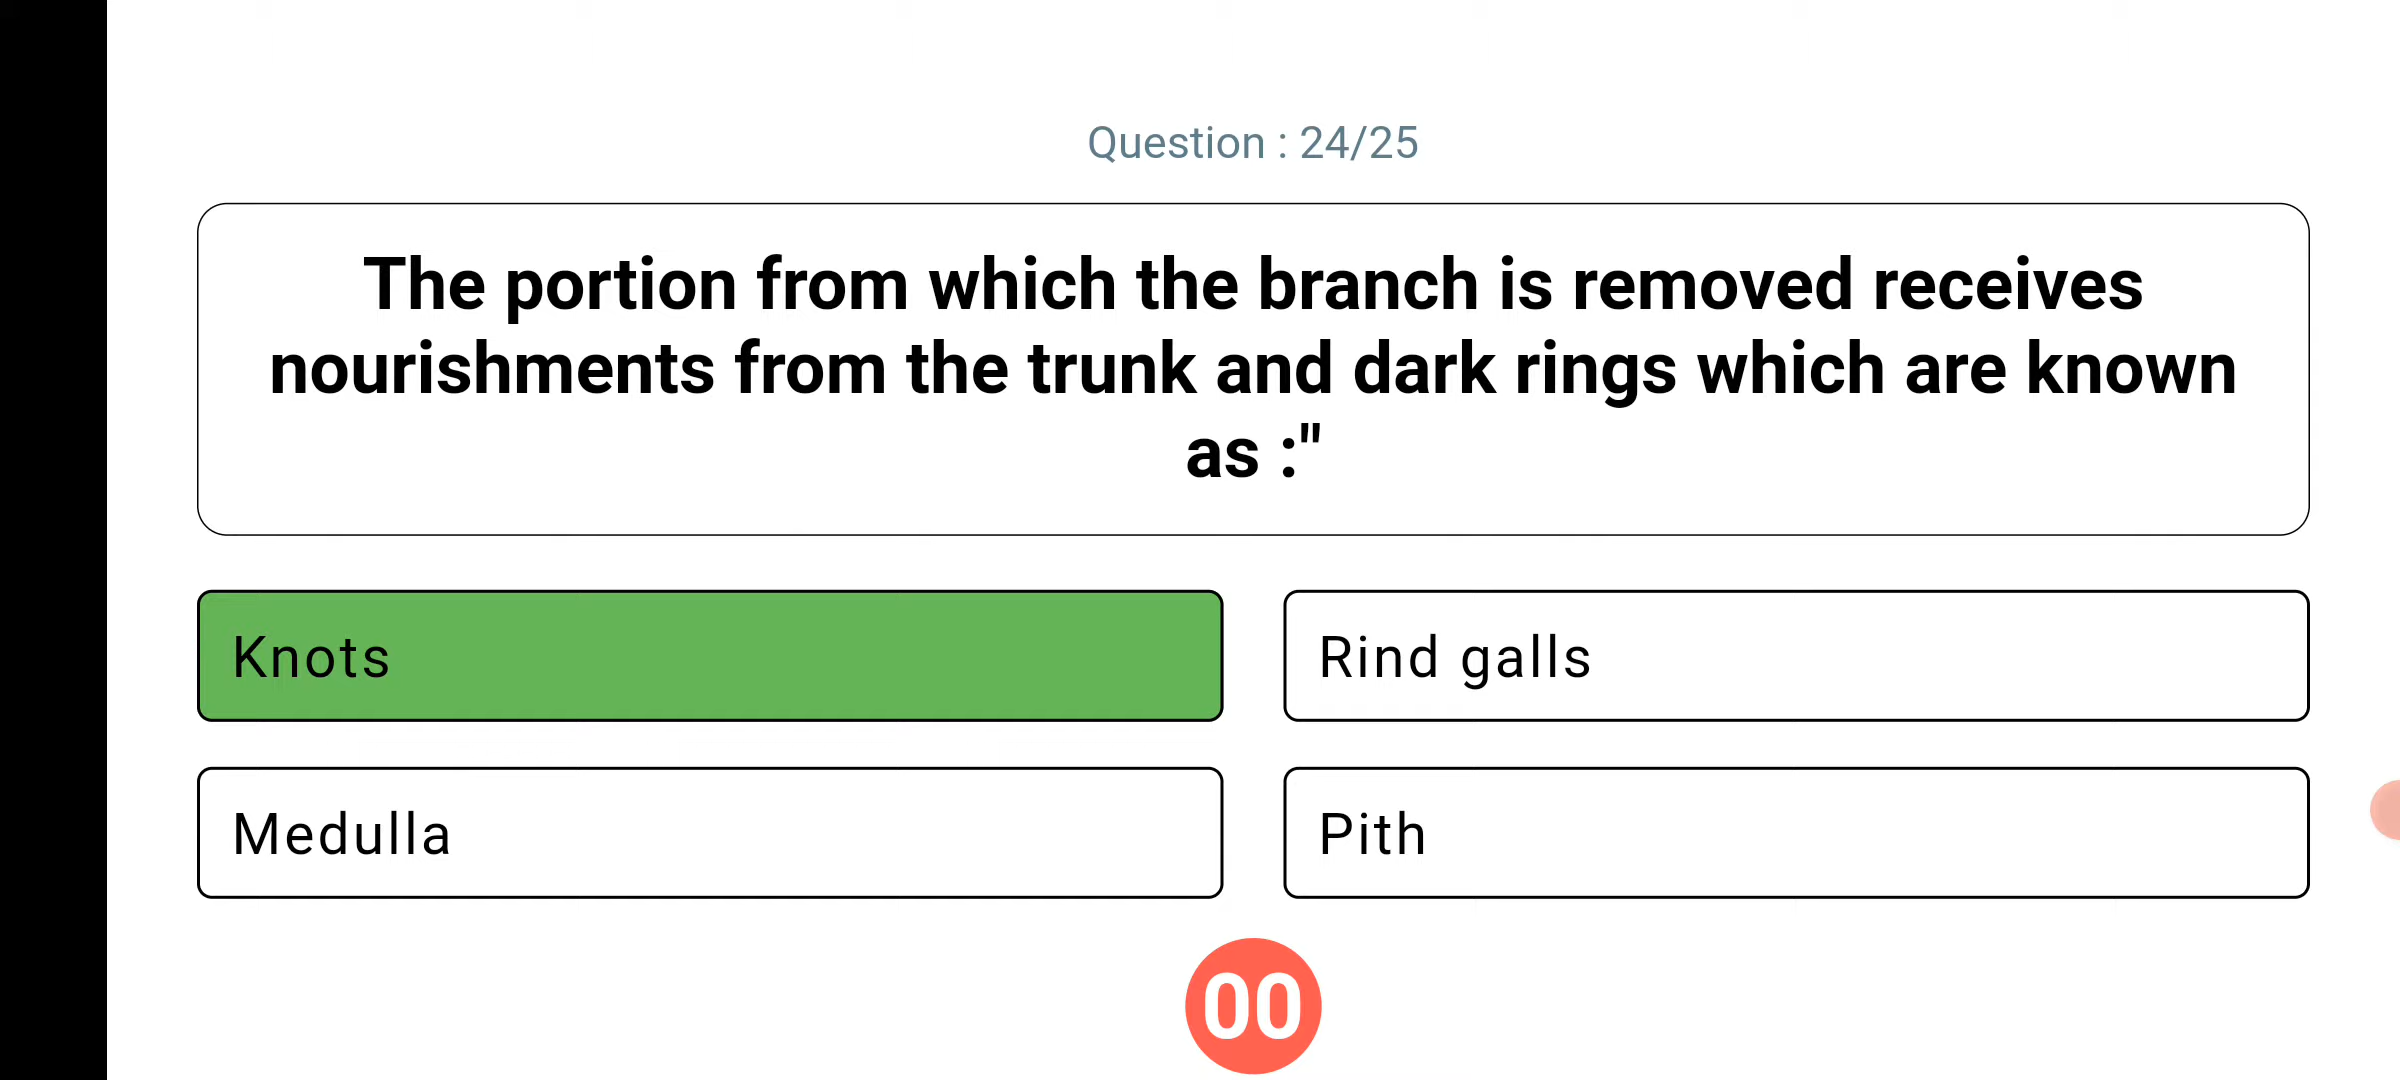 Question : 24/25
The portion from which the branch is removed receives
nourishments from the trunk and dark rings which are known
as :"
Knots
Rind galls
Medulla
Pith
00